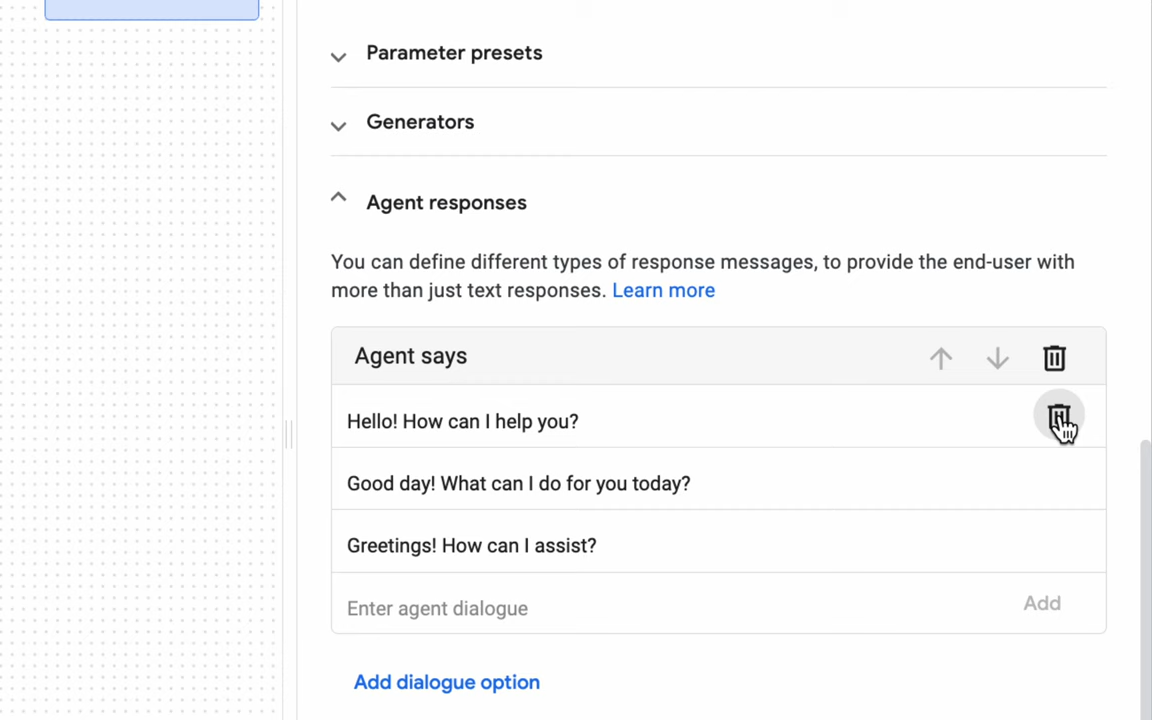 Parameter presets
Generators
Agent responses
You can define different types of response messages, to provide the end-user with
more than just text responses. Learn more
Agent says
Hello! How can I help you?
Good day! What can I do for you today?
Greetings! How can I assist?
Enter agent dialogue
Add
Add dialogue option